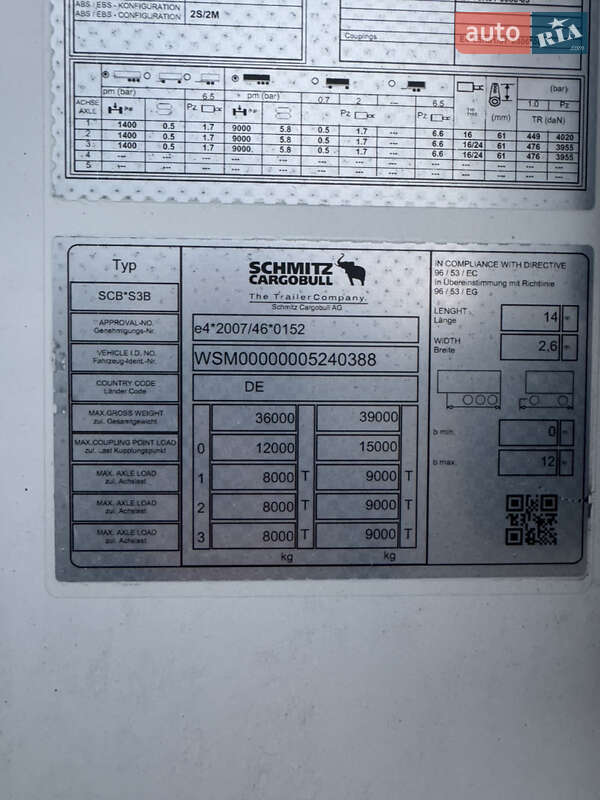 ABS / EBS - KONFIGURATION
ABS / EBS - CONFIGURATION 2S/2M
Couplings
auto RIA .com
pm (bar) 6.5 pm (bar) 0.7 2 --- 6.5 (bar)
ACHSE AXLE Pz Pz (mm) 1.0 Pz
TR (daN)
1 1400 0.5 1.7 9000 5.8 0.5 1.7 --- 6.6 16 61 449 4020
2 1400 0.5 1.7 9000 5.8 0.5 1.7 --- 6.6 16/24 61 476 3955
3 1400 0.5 1.7 9000 5.8 0.5 1.7 --- 6.6 16/24 61 476 3955
4 --- --- --- --- --- --- --- --- --- --- --- --- ---
5 --- --- --- --- --- --- --- --- --- --- --- --- ---
Typ
SCB*S3B
SCHMITZ
CARGOBULL
The Trailer Company.
Schmitz Cargobull AG
APPROVAL-NO.
Genehmigungs-Nr.
e4*2007/46*0152
VEHICLE I.D. NO.
Fahrzeug-Ident.-Nr.
WSM00000005240388
COUNTRY CODE
Länder Code
DE
MAX.GROSS WEIGHT
zul. Gesamtgewicht
36000 39000
MAX.COUPLING POINT LOAD
zul. Last Kupplungspunkt
0 12000 15000
MAX. AXLE LOAD
zul. Achslast
1 8000 T 9000 T
MAX. AXLE LOAD
zul. Achslast
2 8000 T 9000 T
MAX. AXLE LOAD
zul. Achslast
3 8000 T 9000 T
kg kg
IN COMPLIANCE WITH DIRECTIVE
96 / 53 / EC
in Übereinstimmung mit Richtlinie
96 / 53 / EG
LENGHT
Länge
14 m
WIDTH
Breite
2,6 m
b min. 0 m
b max. 12 m